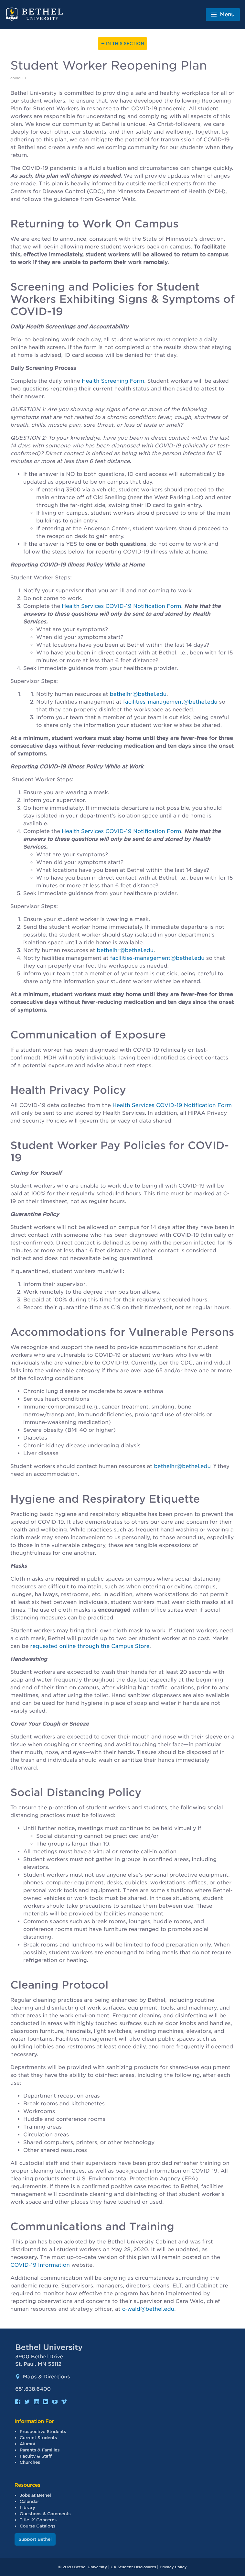 BETHEL
UNIVERSITY
Menu
IN THIS SECTION
Student Worker Reopening Plan
Bethel University is committed to providing a safe and healthy workplace for all of
our student workers. To ensure that, we have developed the following Reopening
Plan for Student Workers in response to the COVID-19 pandemic. All student
workers are responsible for supporting, implementing, and complying with this plan.
The way we work as a community at Bethel is unique. As Christ-followers, we deeply
care for each other, our students, and their safety and wellbeing. Together, by
adhering to this plan, we can mitigate the potential for transmission of COVID-19 at
Bethel and in our communities.
The COVID-19 pandemic is a fluid situation and circumstances can change quickly.
As such, this plan will change as needed. We will provide updates when changes
are made. This plan is heavily informed by outside medical experts from the
Centers for Disease Control (CDC), the Minnesota Department of Health (MDH),
and follows the guidance from Governor Walz.
Returning to Work On Campus
We are excited to announce, consistent with the State of Minnesota's direction,
that we will begin allowing more student workers back on campus. To facilitate
this, effective immediately, student workers will be allowed to return to campus
to work if they are unable to perform their work remotely.
Screening and Policies for Student
Workers Exhibiting Signs & Symptoms of
COVID-19
Daily Health Screenings and Accountability
Prior to beginning work each day, all student workers must complete a daily
online health screening. If the form is not completed or the results show that staying
at home is advised, ID card access will be denied for that day.
Daily Screening Process
Complete the daily online Health Screening Form. Student workers will be asked
two questions regarding their current health status and then asked to attest to
their answer.
QUESTION 1: Are you showing any signs of one or more of the following
symptoms that are not related to a chronic condition: fever, cough, shortness of
breath, chills, muscle pain, sore throat, or loss of taste or smell?
QUESTION 2: To your knowledge, have you been in direct contact within the last
14 days with someone who has been diagnosed with COVID-19 (clinically or test-
confirmed)? Direct contact is defined as being with the person infected for 15
minutes or more at less than 6 feet distance.
• If the answer is NO to both questions, ID card access will automatically be
updated as approved to be on campus that day.
◦ If entering 3900 via a vehicle, student workers should proceed to the
main entrance off of Old Snelling (near the West Parking Lot) and enter
through the far-right side, swiping their ID card to gain entry.
◦ If living on campus, student workers should proceed to one of the main
buildings to gain entry.
◦ If entering at the Anderson Center, student workers should proceed to
the reception desk on main for entry.
• If the answer is YES to one or both questions, do not come to work and
follow the steps below for reporting COVID-19 illness while at home.
Reporting COVID-19 Illness Policy While at Home
Student Worker Steps:
1. Notify your supervisor that you are ill and not coming to work.
2. Do not come to work.
3. Complete the Health Services COVID-19 Notification Form. Note that the
answers to these questions will only be sent to and stored by Health
Services.
◦ What are your symptoms?
◦ When did your symptoms start?
◦ What locations have you been at Bethel within the last 14 days?
◦ Who have you been in direct contact with at Bethel, i.e., been with for 15
minutes or more at less than 6 feet distance?
4. Seek immediate guidance from your healthcare provider.
Supervisor Steps:
1. 1. Notify human resources at bethelhr@bethel.edu.
2. Notify facilities management at facilities-management@bethel.edu so
that they can properly disinfect the workspaces as needed.
3. Inform your team that a member of your team is out sick, being careful
to share only what information your team member wishes be shared.
At a minimum, student workers must stay home until they are fever-free for three
consecutive days without fever-reducing medication and ten days since the onset
of symptoms.
Reporting COVID-19 Illness Policy While at Work
Student Worker Steps:
1. Ensure you are wearing a mask.
2. Inform your supervisor.
3. Go home immediately. If immediate departure is not possible, you should
isolate in your department's designated location until such a time as home is
available.
4. Complete the Health Services COVID-19 Notification Form. Note that the
answers to these questions will only be sent to and stored by Health
Services.
◦ What are your symptoms?
◦ When did your symptoms start?
◦ What locations have you been at Bethel within the last 14 days?
◦ Who have you been in direct contact with at Bethel, i.e., been with for 15
minutes or more at less than 6 feet distance?
5. Seek immediate guidance from your healthcare provider.
Supervisor Steps:
1. Ensure your student worker is wearing a mask.
2. Send the student worker home immediately. If immediate departure is not
possible, the student worker should stay isolated in your department's
isolation space until a ride home is available.
3. Notify human resources at bethelhr@bethel.edu.
4. Notify facilities management at facilities-management@bethel.edu so that
they can properly disinfect the workspace as needed.
5. Inform your team that a member of your team is out sick, being careful to
share only the information your team member wishes be shared.
At a minimum, students workers must stay home until they are fever-free three
consecutive days without fever-reducing medication and ten days since the onset
of symptoms.
Communication of Exposure
If a student worker has been diagnosed with COVID-19 (clinically or test-
confirmed), MDH will notify individuals who are identified as direct contacts
of a potential exposure and advise about next steps.
Health Privacy Policy
All COVID-19 data collected from the Health Services COVID-19 Notification Form
will only be sent to and stored by Health Services. In addition, all HIPAA Privacy
and Security Policies will govern the privacy of data shared.
Student Worker Pay Policies for COVID-
19
Caring for Yourself
Student workers who are unable to work due to being ill with COVID-19 will be
paid at 100% for their regularly scheduled hours. This time must be marked at C-
19 on their timesheet, not as regular hours.
Quarantine Policy
Student workers will not be allowed on campus for 14 days after they have been in
direct contact with someone who has been diagnosed with COVID-19 (clinically or
test-confirmed). Direct contact is defined as being with the person infected for 15
minutes or more at less than 6 feet distance. All other contact is considered
indirect and does not necessitate being quarantined.
If quarantined, student workers must/will:
1. Inform their supervisor.
2. Work remotely to the degree their position allows.
3. Be paid at 100% during this time for their regularly scheduled hours.
4. Record their quarantine time as C19 on their timesheet, not as regular hours.
Accommodations for Vulnerable Persons
We recognize and support the need to provide accommodations for student
workers who are vulnerable to COVID-19 or student workers who live with
individuals who are vulnerable to COVID-19. Currently, per the CDC, an individual
falls into the vulnerable category if they are over age 65 and/or have one or more
of the following conditions:
• Chronic lung disease or moderate to severe asthma
• Serious heart conditions
• Immuno-compromised (e.g., cancer treatment, smoking, bone
marrow/transplant, immunodeficiencies, prolonged use of steroids or
immune-weakening medication)
• Severe obesity (BMI 40 or higher)
• Diabetes
• Chronic kidney disease undergoing dialysis
• Liver disease
Student workers should contact human resources at bethelhr@bethel.edu if they
need an accommodation.
Hygiene and Respiratory Etiquette
Practicing basic hygiene and respiratory etiquette has been proven to prevent the
spread of COVID-19. It also demonstrates to others that you care about their
health and wellbeing. While practices such as frequent hand washing or wearing a
cloth mask may seem an inconvenience to you, to others, especially to those who
may be in the vulnerable category, these are tangible expressions of
thoughtfulness for one another.
Masks
Cloth masks are required in public spaces on campus where social distancing
measures are difficult to maintain, such as when entering or exiting campus,
stairwells, hallways, restrooms, etc. In addition, where workstations do not maintain
at least six feet between individuals, student workers must wear cloth masks at all
times. The use of cloth masks is encouraged within office suites even if social
distancing measures can be practiced.
Student workers may bring their own cloth mask to work. If student workers need
a cloth mask, Bethel will provide up to two per student worker at no cost. Masks
can be requested online through the Campus Store.
Handwashing
Student workers are expected to wash their hands for at least 20 seconds with
soap and water frequently throughout the day, but especially at the beginning and
end of their time on campus, after using high traffic locations, prior to any
mealtimes, and after using the toilet. Hand sanitizer dispensers are also available
and can be used for hand hygiene in place of soap and water if hands are not
visibly soiled.
Cover Your Cough or Sneeze
Student workers are expected to cover their mouth and nose with their sleeve or a
tissue when coughing or sneezing, and to avoid touching their face—with
particular care for their mouth, nose, and eyes—with their hands. Tissues should be disposed of in
the trash and individuals should wash or sanitize their hands immediately
afterward.
Social Distancing Policy
To ensure the protection of student workers and students, the following social
distancing practices must be followed:
• Until further notice, meetings must continue to be held virtually if:
◦ Social distancing cannot be practiced and/or
◦ The group is larger than 10.
• All meetings must have a virtual or remote call-in option.
• Student workers must not gather in groups in confined areas, including
elevators.
• Student workers must not use anyone else's personal protective equipment,
phones, computer equipment, desks, cubicles, workstations, offices, or other
personal work tools and equipment. There are some situations where Bethel-
owned equipment or work tools must be shared. In those situations, student
workers should take precautions to sanitize them between use. These
materials will be provided by facilities management.
• Common spaces such as break rooms, lounges, huddle rooms, and
conference rooms must have furniture rearranged to promote social
distancing.
• Break rooms and lunchrooms will be limited to food preparation only. When
possible, student workers are encouraged to bring meals that do not require
refrigeration or heating.
Cleaning Protocol
Regular cleaning practices are being enhanced by Bethel, including routine
cleaning and disinfecting of work surfaces, equipment, tools, and machinery, and
other areas in the work environment. Frequent cleaning and disinfecting will be
conducted in areas with highly touched surfaces such as door knobs and handles,
classroom furniture, handrails, light switches, vending machines, elevators, and
water fountains. Facilities management will also clean public spaces such as
building lobbies and restrooms at least once daily, and more frequently if deemed
necessary.
Departments will be provided with sanitizing products for shared-use equipment
so that they have the ability to disinfect areas, including the following, after each
use:
• Department reception areas
• Break rooms and kitchenettes
• Workrooms
• Huddle and conference rooms
• Training areas
• Circulation areas
• Shared computers, printers, or other technology
• Other shared resources
All custodial staff and their supervisors have been provided refresher training on
proper cleaning techniques, as well as background information on COVID-19. All
cleaning products meet U.S. Environmental Protection Agency (EPA)
requirements. If there is a confirmed positive case reported to Bethel, campus
facilities will coordinate cleaning and disinfecting of that student worker's
work space and other places they have touched or used.
Communications and Training
This plan has been adopted by the University Cabinet and was first
distributed to all student workers on May 28, 2020. It will be updated, as
necessary. The most up-to-date version of this plan will remain posted on the
COVID-19 Information website.
Additional communication will be ongoing as circumstances surrounding the
pandemic require. Supervisors, managers, directors, deans, ELT, and Cabinet are
expected to monitor how effective the program has been implemented by
reporting observations and concerns to their supervisor and Cara Wald, chief
human resources and strategy officer, at c-wald@bethel.edu.
Bethel University
3900 Bethel Drive
St. Paul, MN 55112
Maps & Directions
651.638.6400
Information For
• Prospective Students
• Current Students
• Alumni
• Parents & Families
• Faculty & Staff
• Churches
Resources
• Jobs at Bethel
• Calendar
• Library
• Questions & Comments
• Title IX Concerns
• Course Catalogs
Support Bethel
© 2020 Bethel University | CA Student Disclosures | Privacy Policy